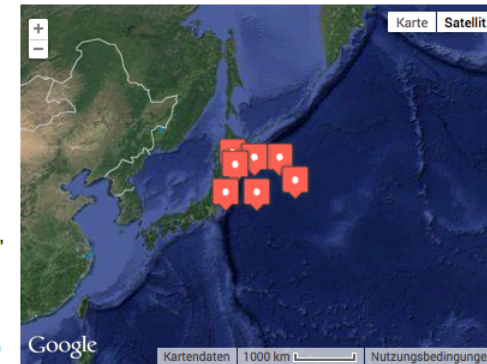 +
Karte Satellit
−
,
Google
Kartendaten 1000 km Nutzungsbedingunge